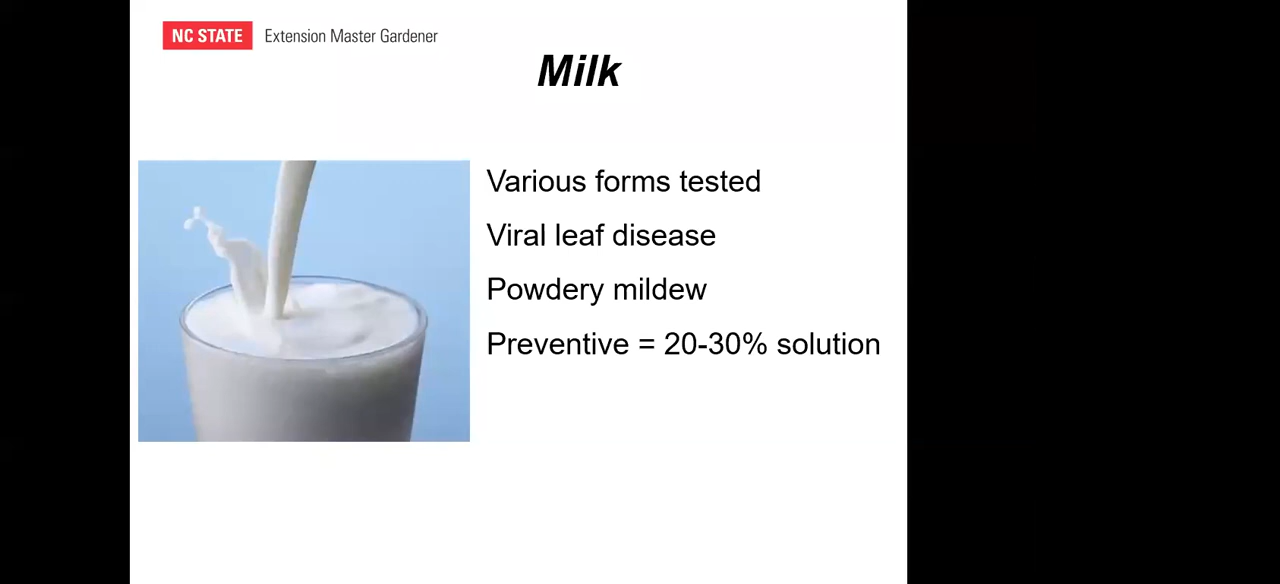 NC STATE Extension Master Gardener
Milk
Various forms tested
Viral leaf disease
Powdery mildew
Preventive = 20-30% solution